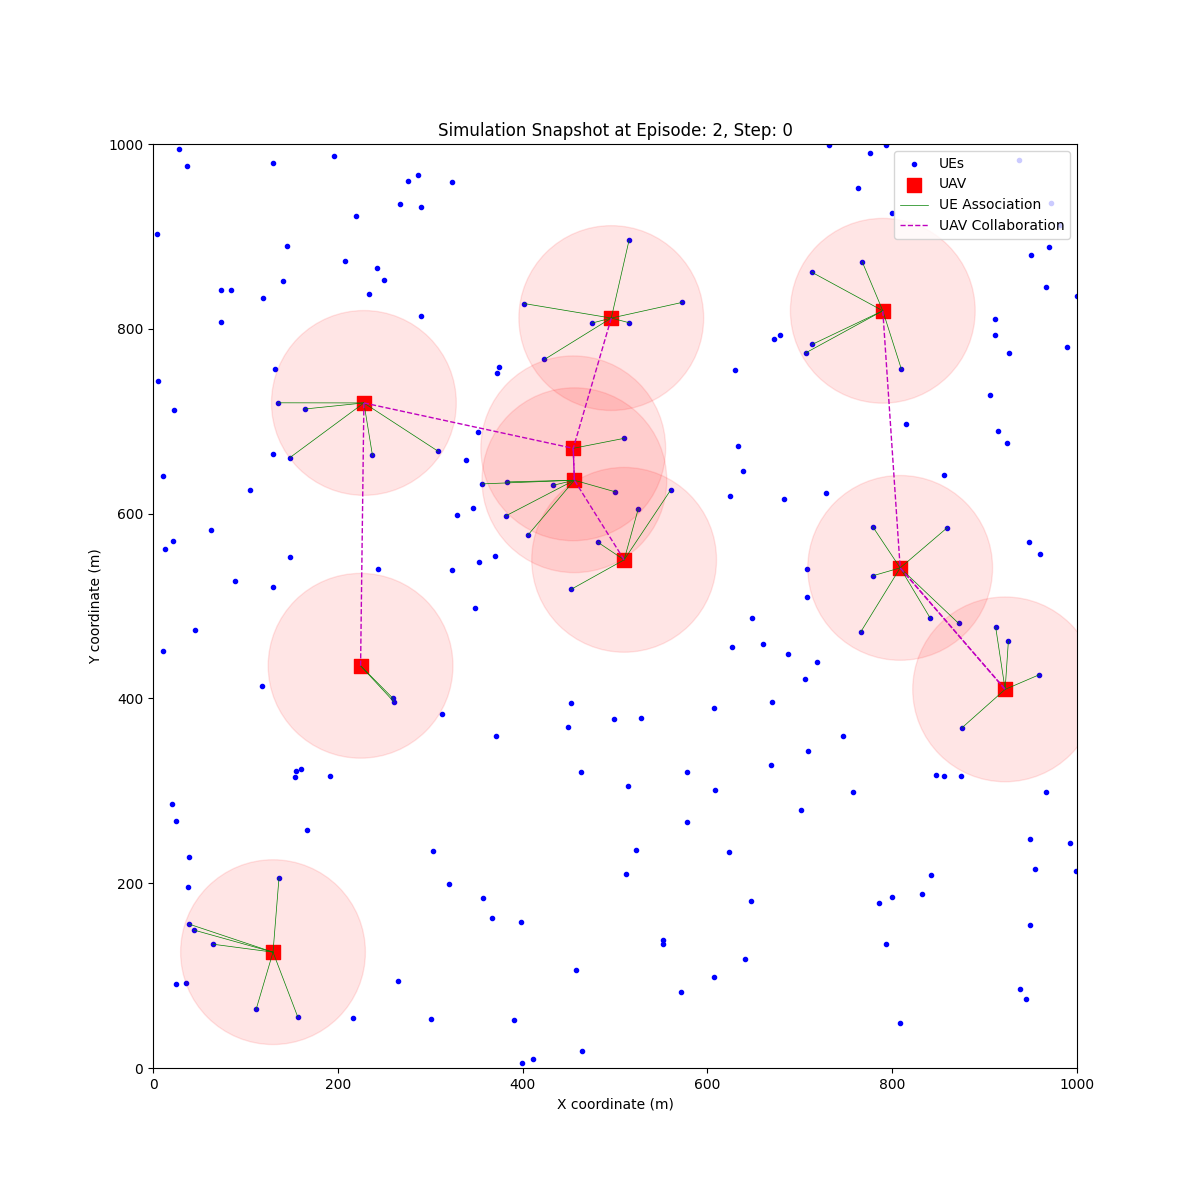 Simulation Snapshot at Episode: 2, Step: 0
UEs
UAV
UE Association
UAV Collaboration
1000
800
600
400
200
0
Y coordinate (m)
0 200 400 600 800 1000
X coordinate (m)